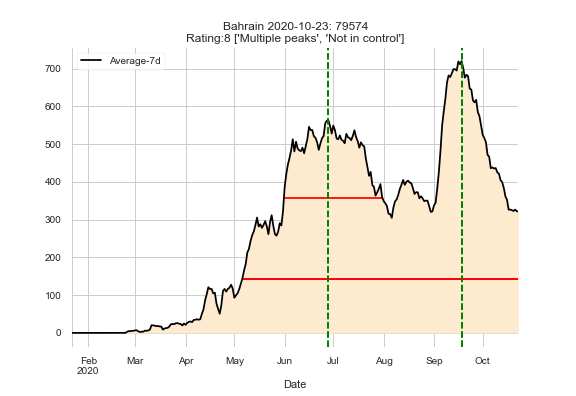 Bahrain 2020-10-23: 79574
Rating:8 ['Multiple peaks', 'Not in control']
Average-7d
700
600
500
400
300
200
100
0
Feb Mar Apr May Jun Jul Aug Sep Oct
2020
Date